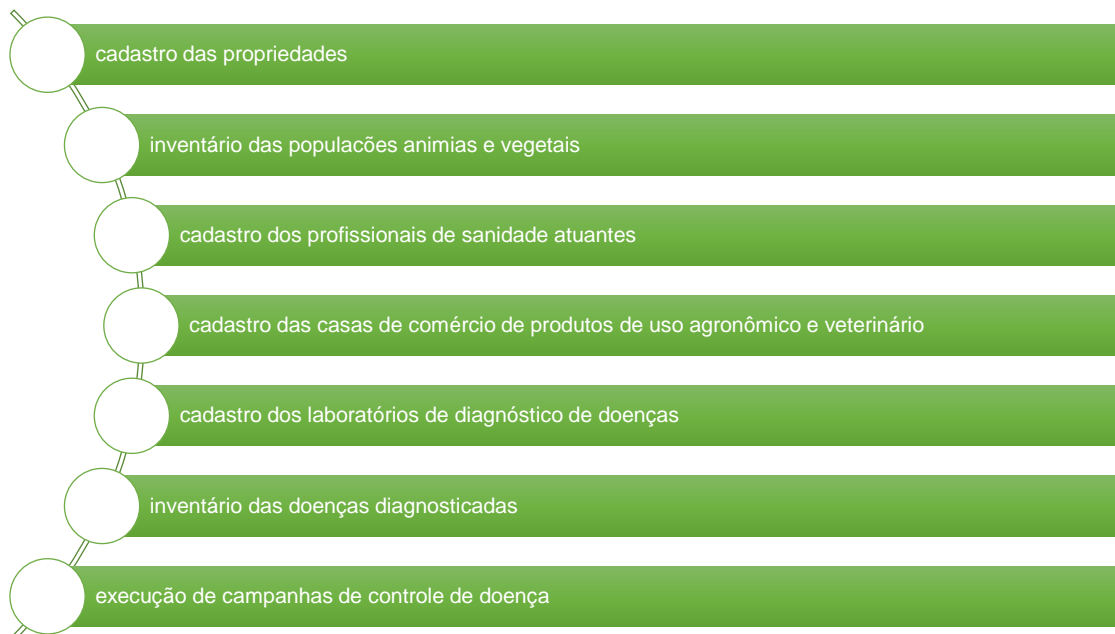 cadastro das propriedades
inventário das populacões animias e vegetais
cadastro dos profissionais de sanidade atuantes
cadastro das casas de comércio de produtos de uso agronômico e veterinário
cadastro dos laboratórios de diagnóstico de doenças
inventário das doenças diagnosticadas
execução de campanhas de controle de doença